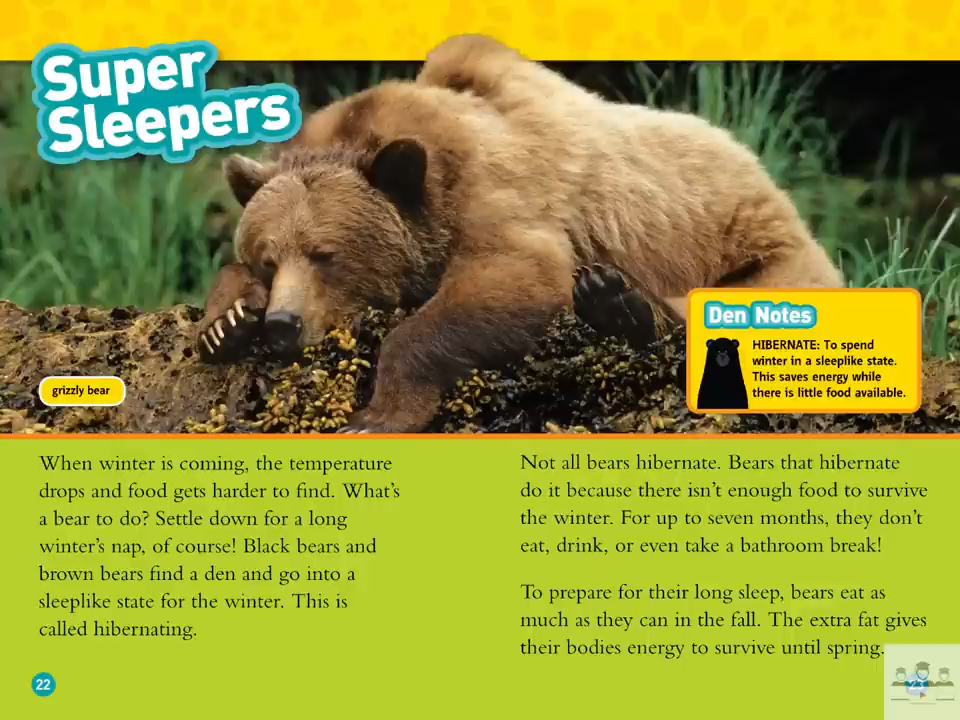 Super
Sleepers
Den Notes
HIBERNATE: To spend
winter in a sleeplike state.
This saves energy while
there is little food available.
grizzly bear
When winter is coming, the temperature
drops and food gets harder to find. What's
a bear to do? Settle down for a long
winter's nap, of course! Black bears and
brown bears find a den and go into a
sleeplike state for the winter. This is
called hibernating.
Not all bears hibernate. Bears that hibernate
do it because there isn't enough food to survive
the winter. For up to seven months, they don't
eat, drink, or even take a bathroom break!
To prepare for their long sleep, bears eat as
much as they can in the fall. The extra fat gives
their bodies energy to survive until spring.
22